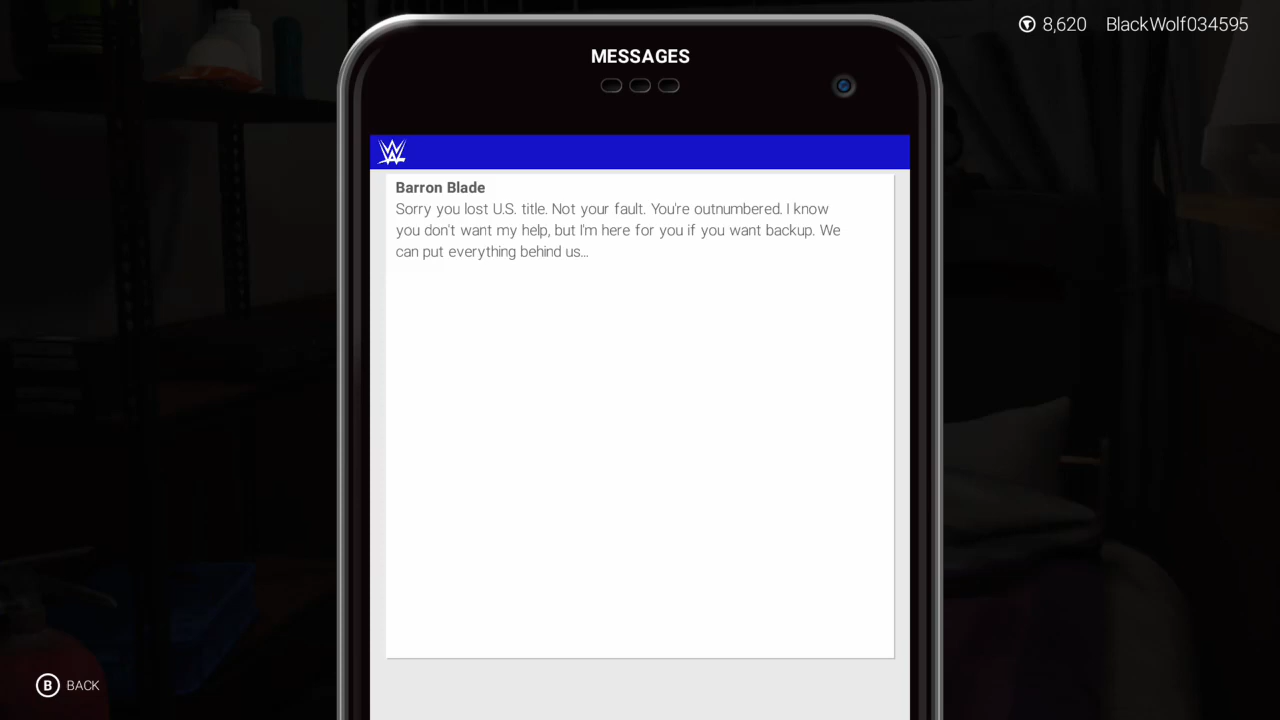 8,620 BlackWolf034595
MESSAGES
Barron Blade
Sorry you lost U.S. title. Not your fault. You're outnumbered. I know
you don't want my help, but I'm here for you if you want backup. We
can put everything behind us...
B BACK